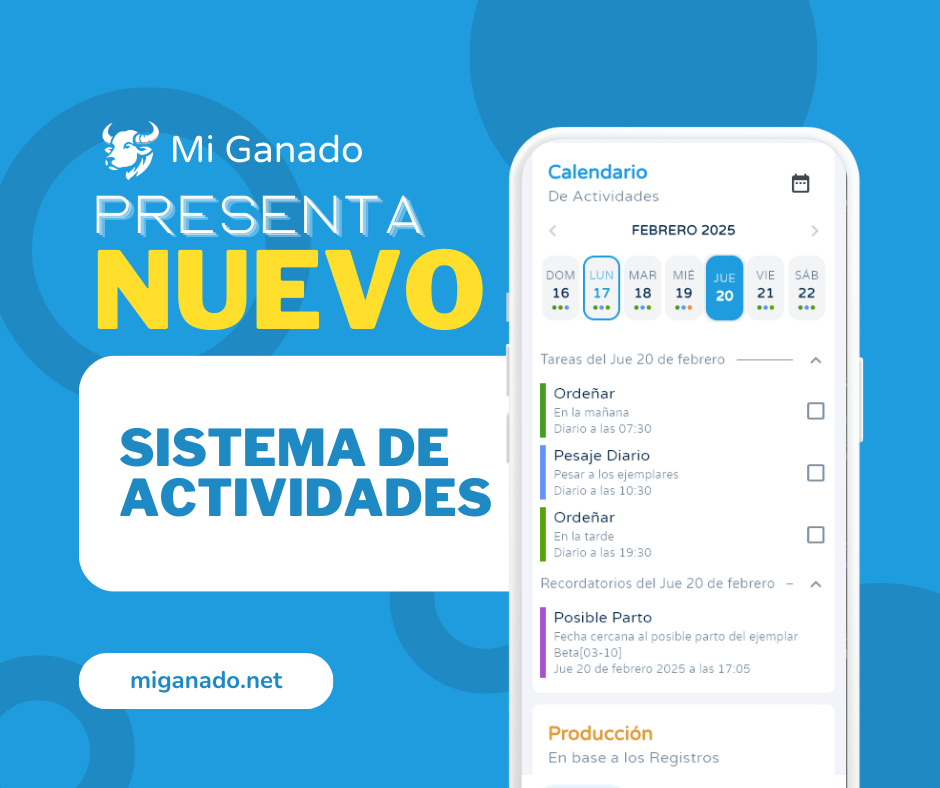 Mi Ganado
PRESENTA
NUEVO
SISTEMA DE
ACTIVIDADES
miganado.net
Calendario
De Actividades
FEBRERO 2025
DOM LUN MAR MIÉ JUE VIE SÁB
16 17 18 19 20 21 22
Tareas del Jue 20 de febrero
Ordeñar
En la mañana
Diario a las 07:30
Pesaje Diario
Pesar a los ejemplares
Diario a las 10:30
Ordeñar
En la tarde
Diario a las 19:30
Recordatorios del Jue 20 de febrero
Posible Parto
Fecha cercana al posible parto del ejemplar
Beta[03-10]
Jue 20 de febrero 2025 a las 17:05
Producción
En base a los Registros